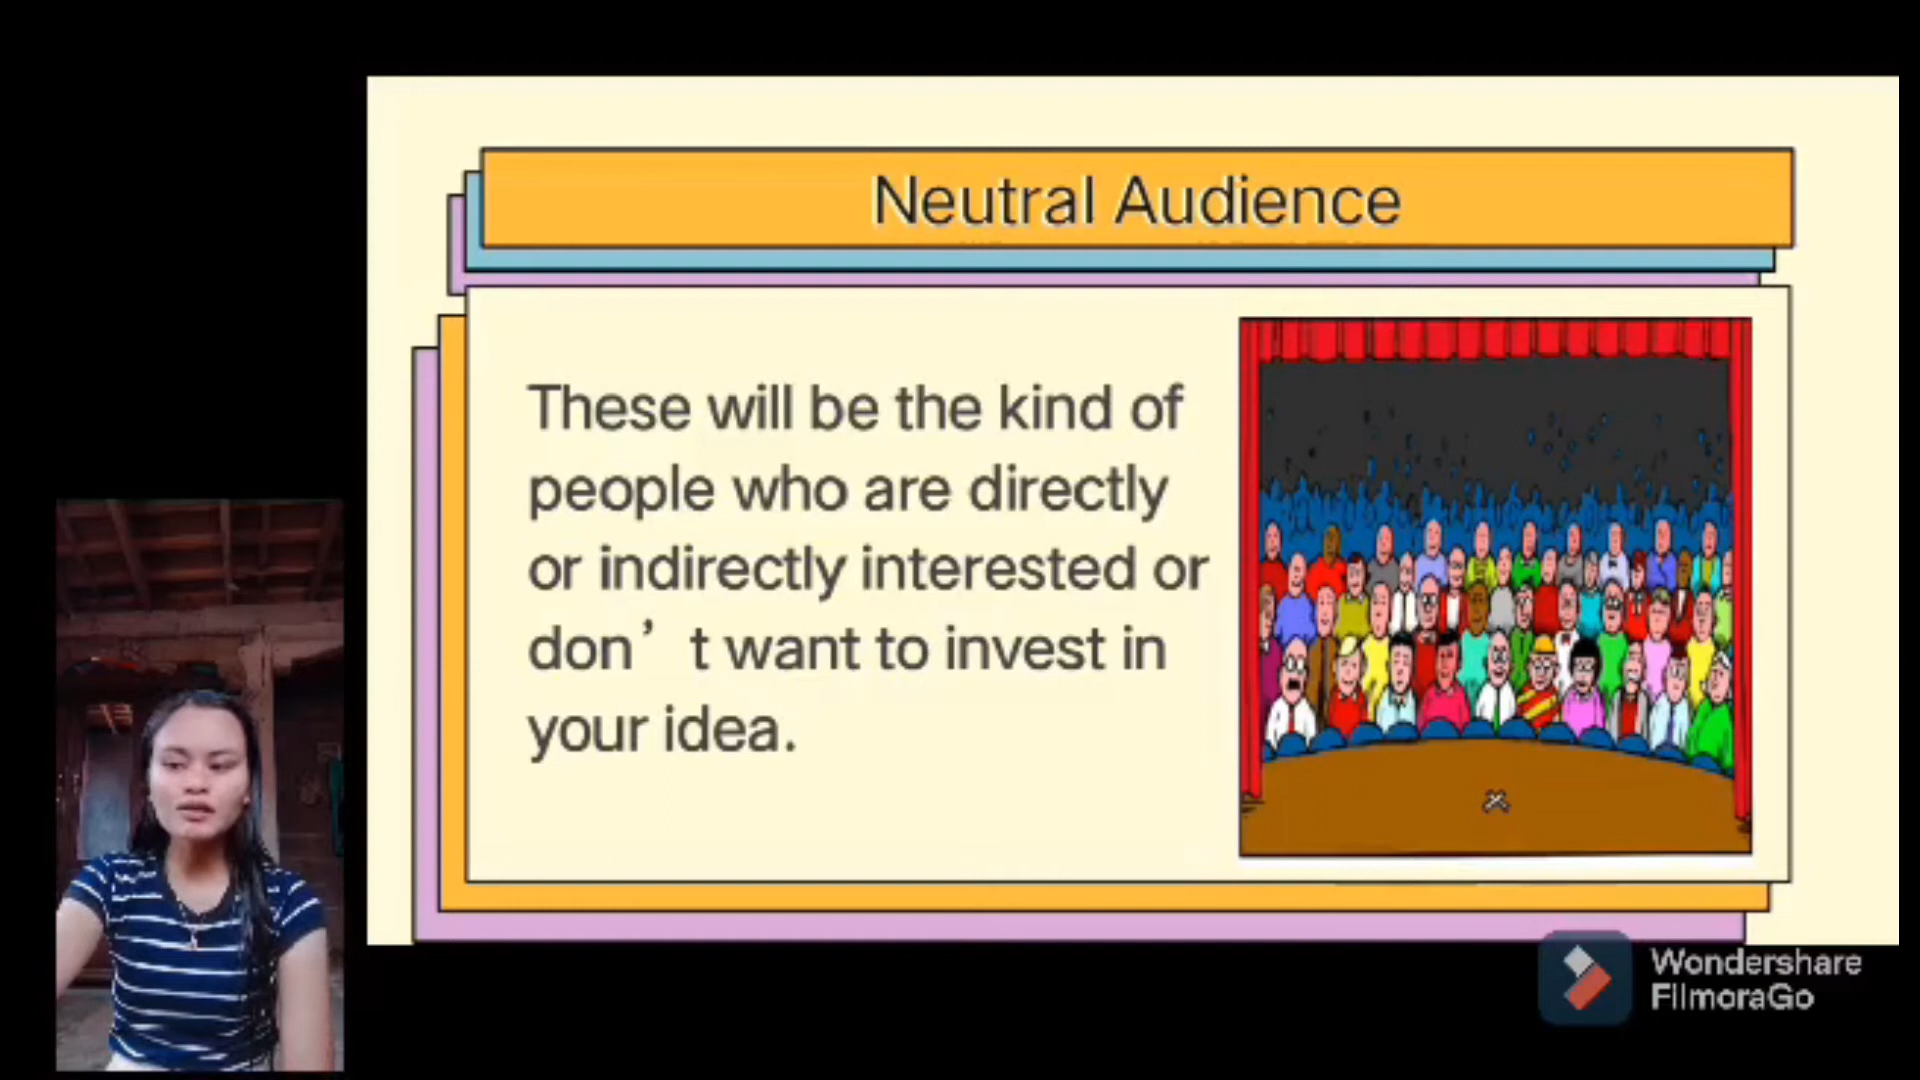 Neutral Audience
These will be the kind of
people who are directly
or indirectly interested or
don’ t want to invest in
your idea.
Wondershare
FilmoraGo